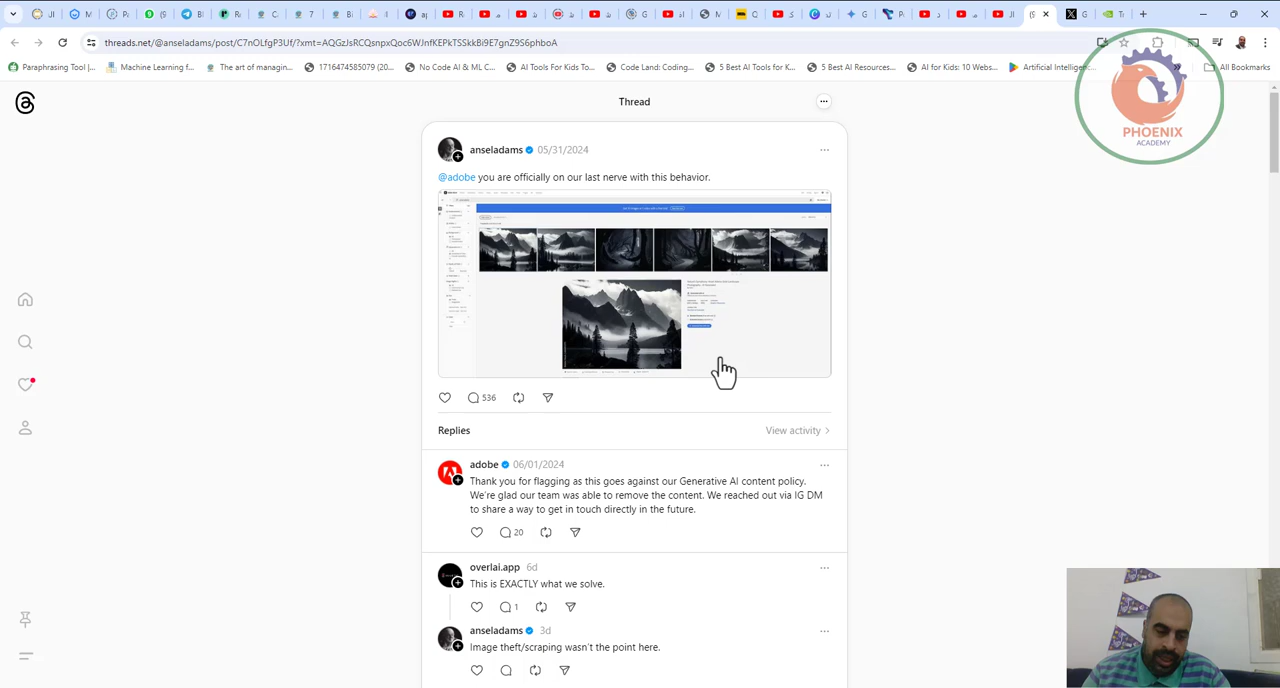 threads.net/@anseladams/post/C7nOLfgP3Uf/?xmt=AQGzJsRCQsnpxOL6WJdKEPhTSkBi9E7gsd9S6phboA
Paraphrasing Tool |...
Machine Learning f...
The art of managin...
AI Tools For Kids To...
Code Land: Coding...
5 Best AI Tools for K...
5 Best AI Resources...
AI for Kids: 10 Webs...
Artificial Intelligenc...
All Bookmarks
PHOENIX
ACADEMY
Thread
anseladams 05/31/2024
@adobe you are officially on our last nerve with this behavior.
536
Replies
View activity
adobe 06/01/2024
Thank you for flagging as this goes against our Generative AI content policy.
We're glad our team was able to remove the content. We reached out via IG DM
to share a way to get in touch directly in the future.
20
overlai.app 6d
This is EXACTLY what we solve.
1
anseladams 3d
Image theft/scraping wasn't the point here.